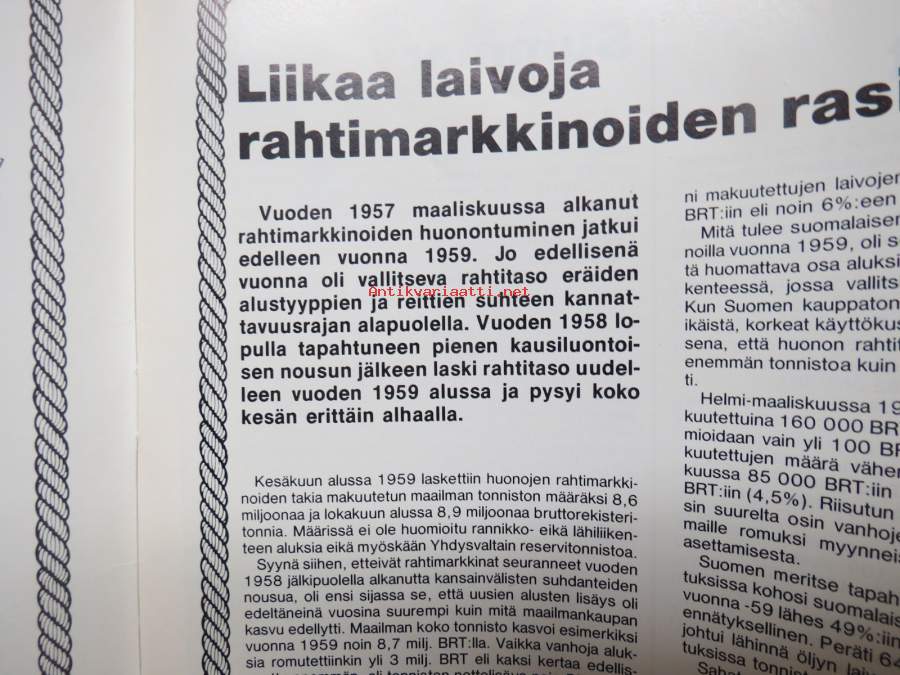 Liikaa laivoja
rahtimarkkinoiden
Vuoden 1957 maaliskuussa alkanut
rahtimarkkinoiden huonontuminen jatkui
edelleen vuonna 1959. Jo edellisenä
vuonna oli vallitseva rahtitaso eräiden
alustyyppien ja reittien suhteen kannat-
tavuusrajan alapuolella. Vuoden 1958 lo-
pulla tapahtuneen pienen kausiluontoi-
sen nousun jälkeen laski rahtitaso uudel-
leen vuoden 1959 alussa ja pysyi koko
kesän erittäin alhaalla.
Antikvariaatti.net
Kesäkuun alussa 1959 laskettiin huonojen rahtimarkki-
noiden takia makuutetun maailman tonniston määräksi 8,6
miljoonaa ja lokakuun alussa 8,9 miljoonaa bruttorekisteri-
tonnia. Määrissä ei ole huomioitu rannikko- eikä lähiliiken-
teen aluksia eikä myöskään Yhdysvaltain reservitonnistoa.
Syynä siihen, etteivät rahtimarkkinat seuranneet vuoden
1958 jälkipuolella alkanutta kansainvälisten suhdanteiden
nousua, oli ensi sijassa se, että uusien alusten lisäys oli
edeltäneinä vuosina suurempi kuin mitä maailmankaupan
kasvu edellytti. Maailman koko tonnisto kasvoi esimerkiksi
vuonna 1959 noin 8,7 milj. BRT:lla. Vaikka vanhoja aluk-
sia romutettiinkin yli 3 milj. BRT eli kaksi kertaa edellis-
ni makuutettujen laivojen
BRT:iin eli noin 6%:een
Mitä tulee suomalaisen
noilla vuonna 1959, oli s
tä huomattava osa aluksi
kenteessä, jossa vallits
Kun Suomen kauppaton
ikäistä, korkeat käyttökus
sena, että huonon rahtit
enemmän tonnistoa kuin
ti.
Helmi-maaliskuussa 19
kuutettuina 160 000 BR
mioidaan vain yli 100 BR
kuutettujen määrä väher
kuussa 85 000 BRT:iin
BRT:iin (4,5%). Riisutun
sin suurelta osin vanhoje
maille romuksi myynneis
asettamisesta.
Suomen meritse tapah
tuksissa kohosi suomalais
vuonna -59 lähes 49%:iin
ennätyksellinen. Peräti 64
johtui lähinnä öljyn laiv
tuksissa tonnist